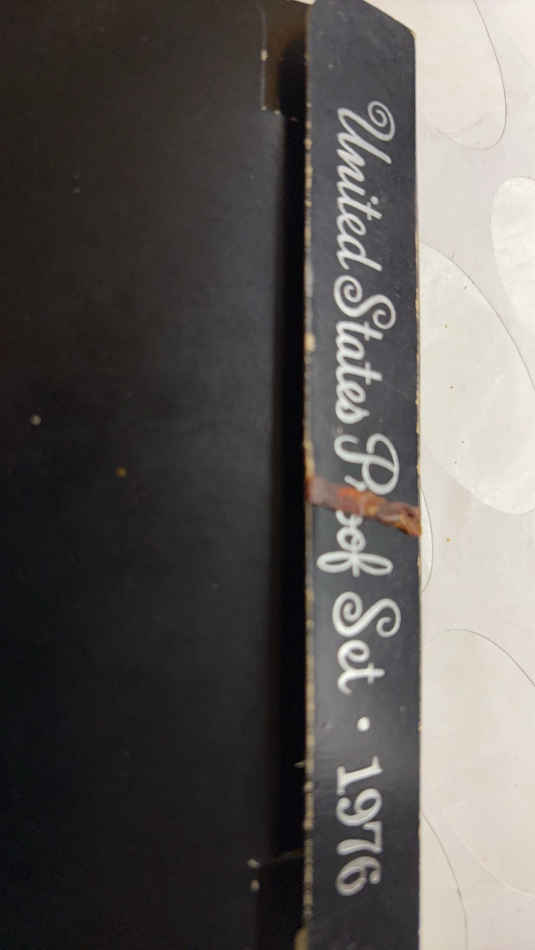 United States Proof Set • 1976